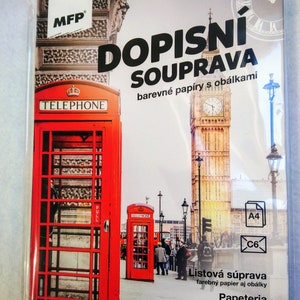 MFP®
DOPISNÍ
SOUPRAVA
barevné papíry s obálkami
TELEPHONE
A4
C6
Listová súprava
farebný papier aj obálky
Papeteria